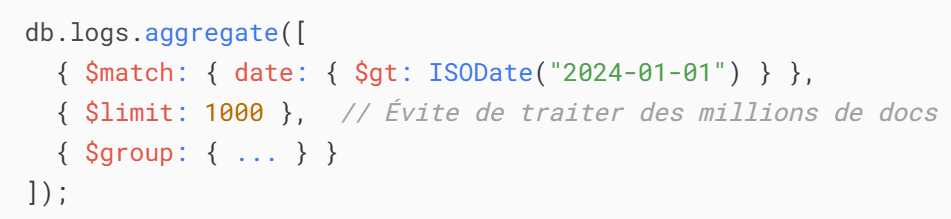 db.logs.aggregate([
  { $match: { date: { $gt: ISODate("2024-01-01") } },
  { $limit: 1000 },  // Évite de traiter des millions de docs
  { $group: { ... } }
]);